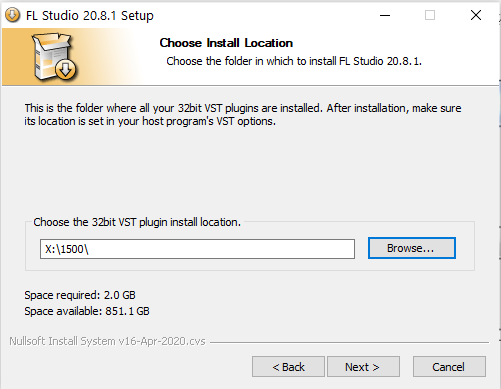 FL Studio 20.8.1 Setup
Choose Install Location
Choose the folder in which to install FL Studio 20.8.1.
This is the folder where all your 32bit VST plugins are installed. After installation, make sure
its location is set in your host program's VST options.
Choose the 32bit VST plugin install location.
X:\1500\
Browse...
Space required: 2.0 GB
Space available: 851.1 GB
Nullsoft Install System v16-Apr-2020.cvs
< Back
Next >
Cancel